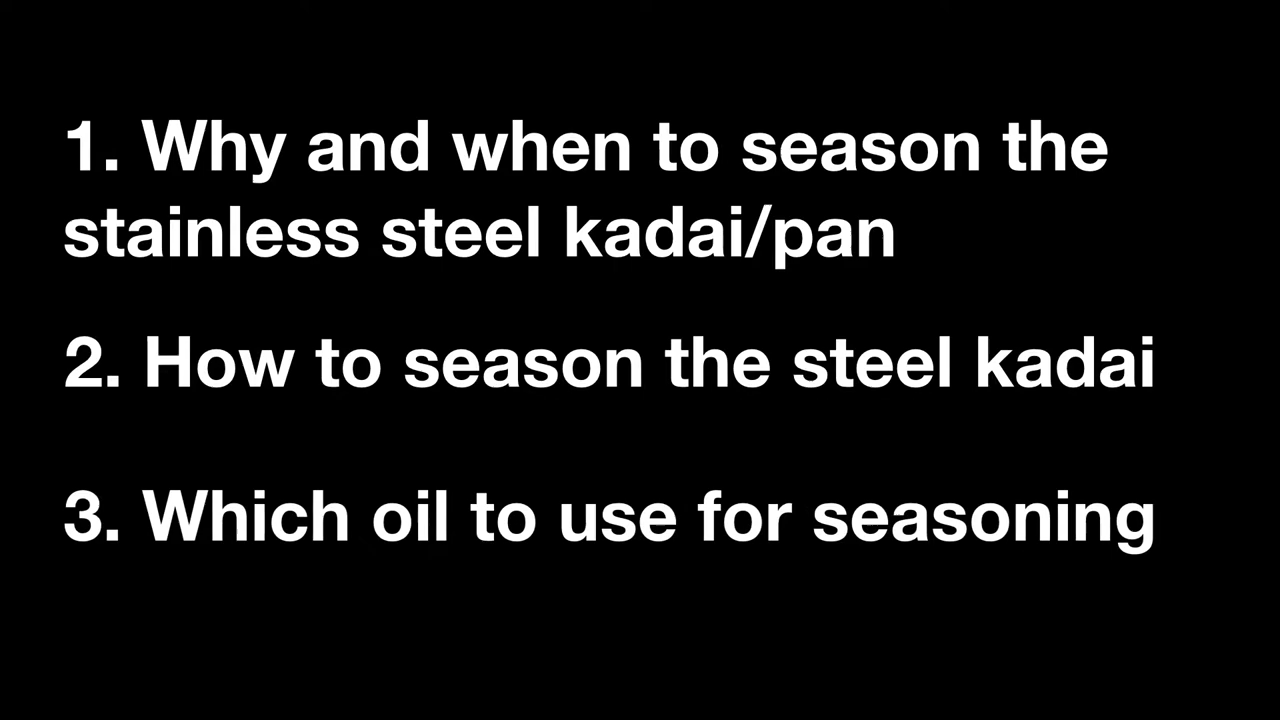 1. Why and when to season the
stainless steel kadai/pan
2. How to season the steel kadai
3. Which oil to use for seasoning